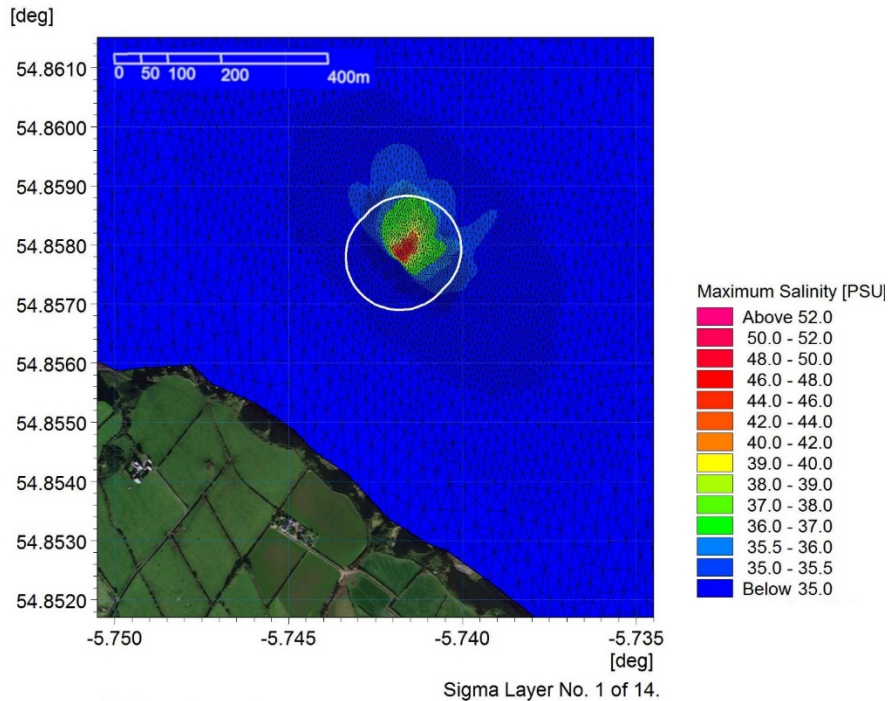 [deg]
0 50 100 200 400m
54.8610
54.8600
54.8590
54.8580
54.8570
54.8560
54.8550
54.8540
54.8530
54.8520
-5.750 -5.745 -5.740 -5.735
[deg]
Sigma Layer No. 1 of 14.
Maximum Salinity [PSU]
Above 52.0
50.0 - 52.0
48.0 - 50.0
46.0 - 48.0
44.0 - 46.0
42.0 - 44.0
40.0 - 42.0
39.0 - 40.0
38.0 - 39.0
37.0 - 38.0
36.0 - 37.0
35.5 - 36.0
35.0 - 35.5
Below 35.0